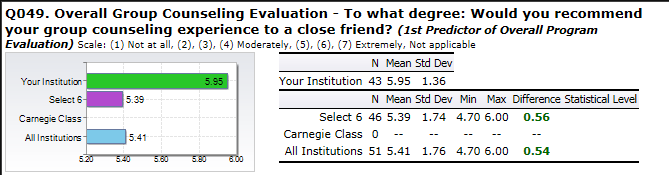 Q049. Overall Group Counseling Evaluation - To what degree: Would you recommend
your group counseling experience to a close friend? (1st Predictor of Overall Program
Evaluation) Scale: (1) Not at all, (2), (3), (4) Moderately, (5), (6), (7) Extremely, Not applicable
Your Institution 5.95
Select 6 5.39
Carnegie Class
All Institutions 5.41
5.20 5.40 5.60 5.80 6.00
N Mean Std Dev
Your Institution 43 5.95 1.36
N Mean Std Dev Min Max Difference Statistical Level
Select 6 46 5.39 1.74 4.70 6.00 0.56
Carnegie Class 0 -- -- -- -- --
All Institutions 51 5.41 1.76 4.70 6.00 0.54